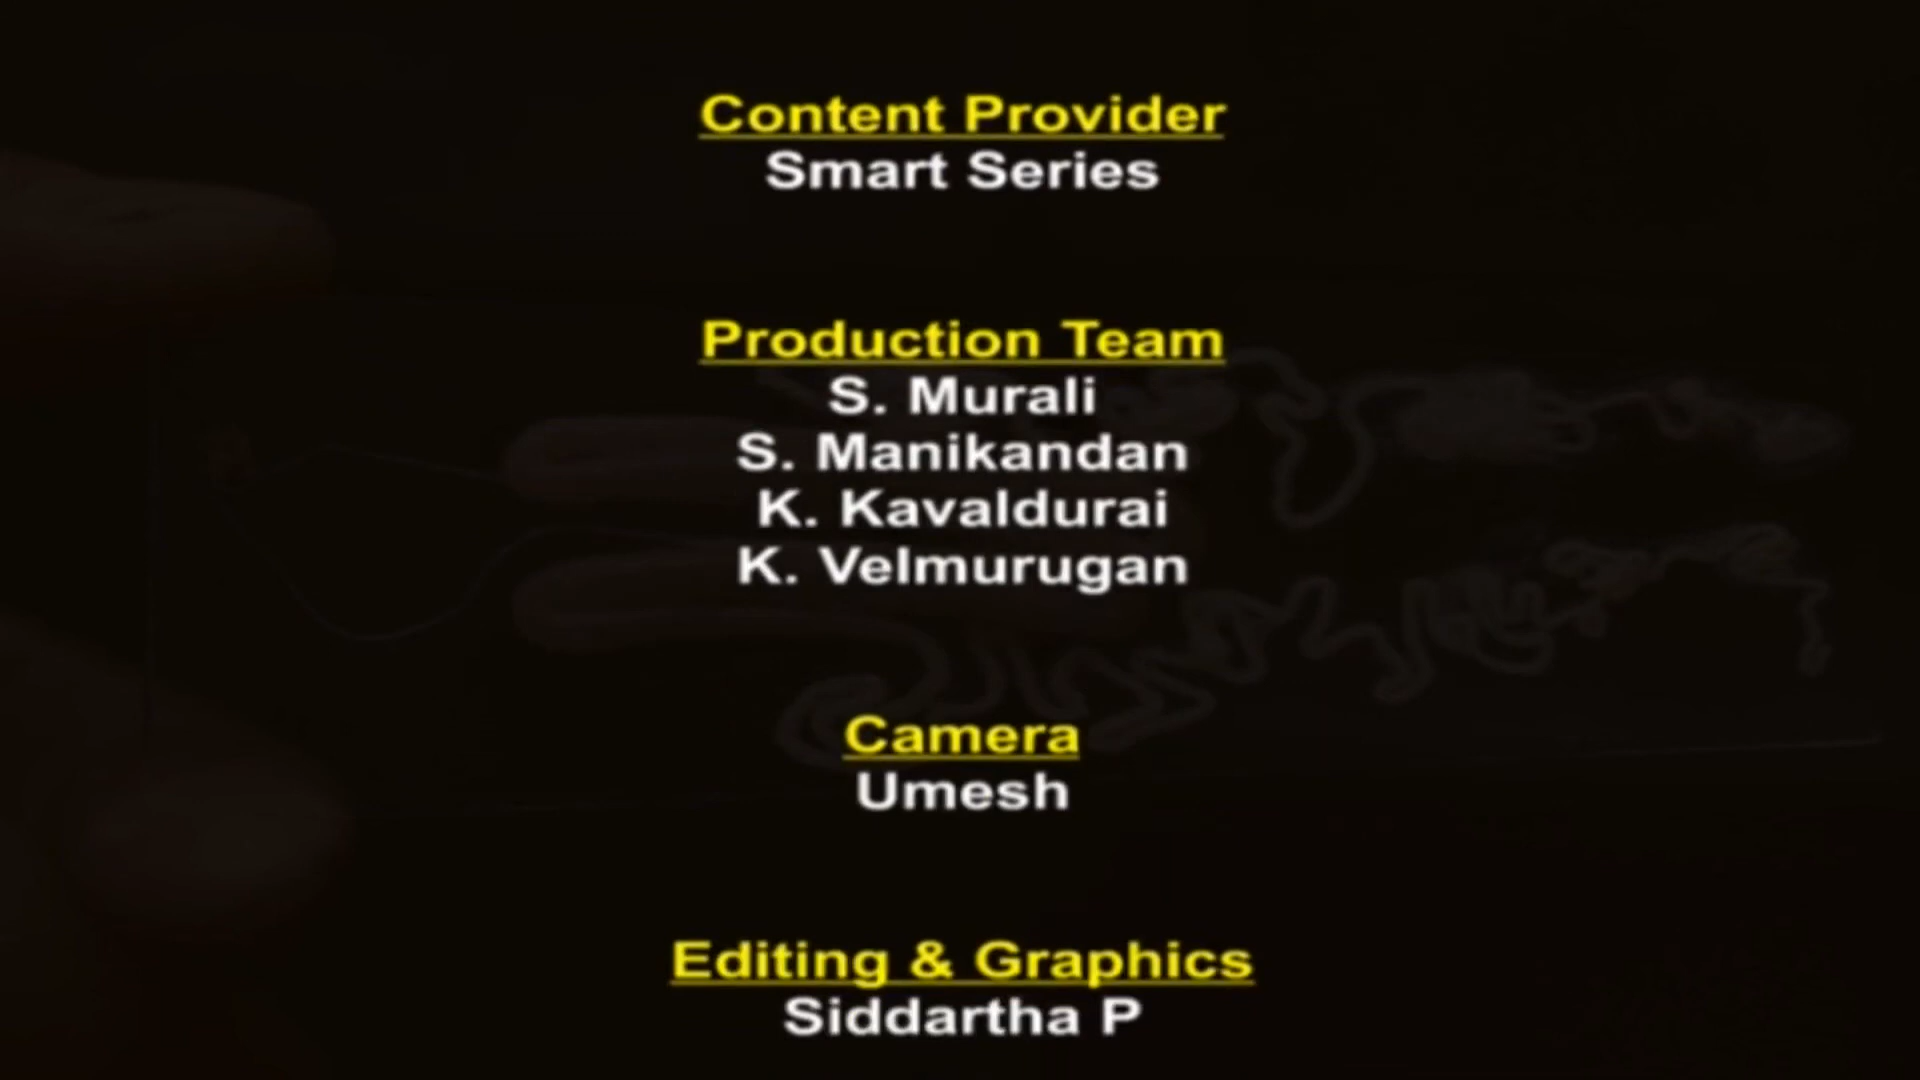 Content Provider
Smart Series
Production Team
S. Murali
S. Manikandan
K. Kavaldurai
K. Velmurugan
Camera
Umesh
Editing & Graphics
Siddartha P